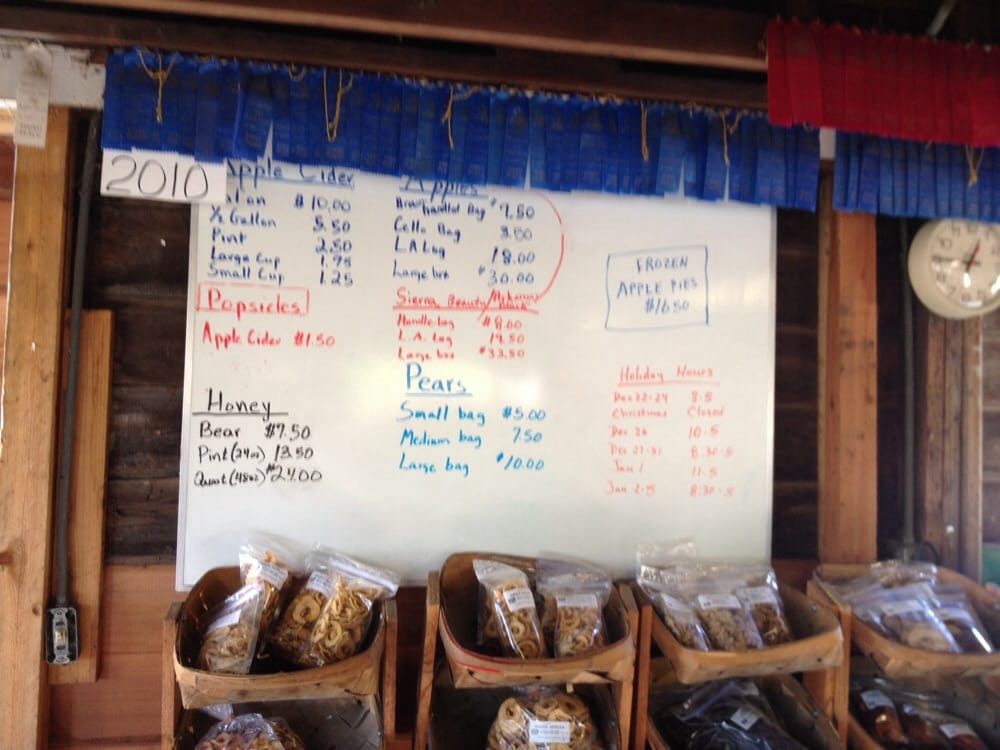 2010
Apple Cider
$10.00
½ Gallon 5.50
Pint 2.50
Large Cup 1.75
Small Cup 1.25
Popsicles
Apple Cider $1.50
Honey
Bear $7.50
Pint (24oz) 13.50
Quart (48oz) $24.00
Apples
handled Bag $7.50
Cello Bag 3.50
LA Lug 18.00
Large box $30.00
Sierra Beauty/
Handle bag $8.00
L.A. Lug 19.50
Large box $33.50
Pears
Small bag $5.00
Medium bag 7.50
Large bag $10.00
FROZEN
APPLE PIES
$16.50
Holiday Hours
Dec 22-24 8-5
Christmas Closed
Dec 26 10-5
Dec 27-31 8:30-5
Jan 1 11-5
Jan 2-5 8:30-5